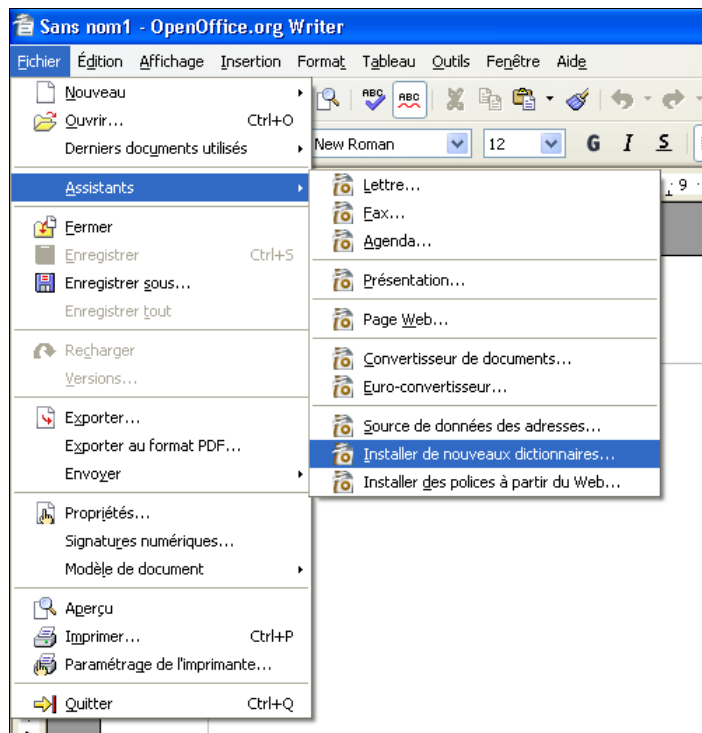 Sans nom1 - OpenOffice.org Writer
Fichier Édition Affichage Insertion Format Tableau Outils Fenêtre Aide
Nouveau
Ouvrir... Ctrl+O
Derniers documents utilisés
ABC ABC
New Roman 12 G I S
Assistants
9
Fermer
Enregistrer Ctrl+S
Enregistrer sous...
Enregistrer tout
Recharger
Versions...
Exporter...
Exporter au format PDF...
Envoyer
Propriétés...
Signatures numériques...
Modèle de document
Aperçu
Imprimer... Ctrl+P
Paramétrage de l'imprimante...
Quitter Ctrl+Q
Lettre...
Fax...
Agenda...
Présentation...
Page Web...
Convertisseur de documents...
Euro-convertisseur...
Source de données des adresses...
Installer de nouveaux dictionnaires...
Installer des polices à partir du Web...